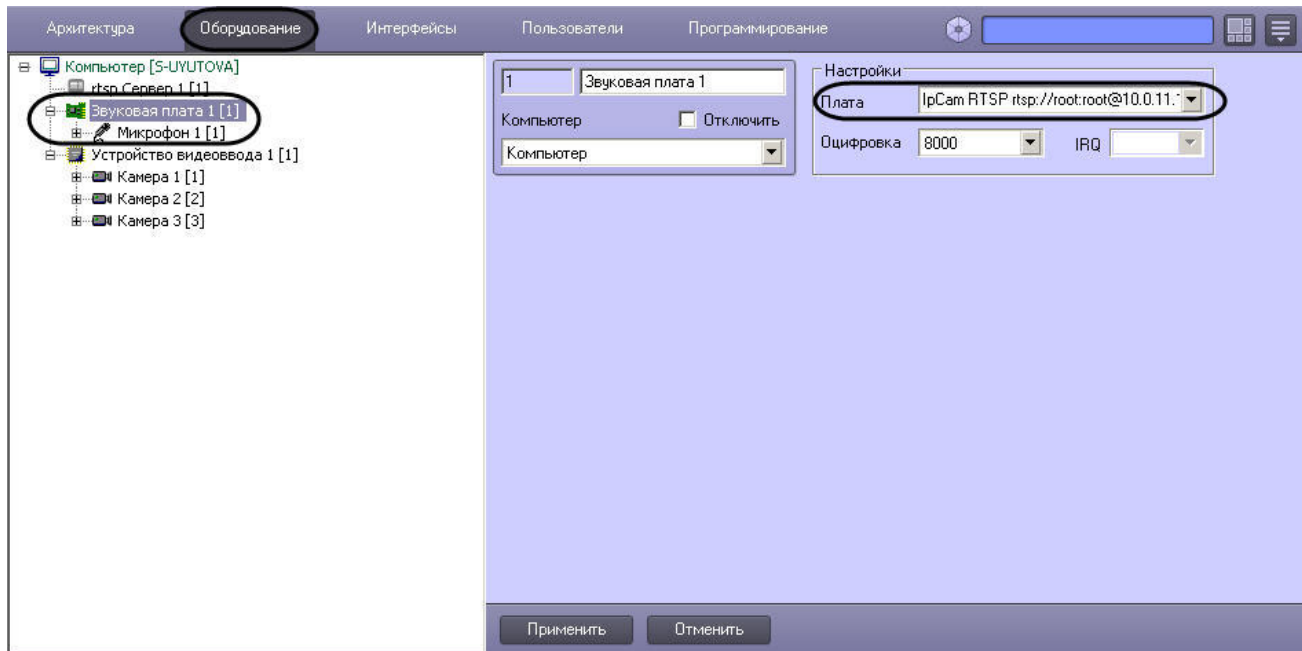 Архитектура Оборудование Интерфейсы Пользователи Программирование
Компьютер [S-UYUTOVA]
rtsp Сервер 1 [1]
Звуковая плата 1 [1]
Микрофон 1 [1]
Устройство видеоввода 1 [1]
Камера 1 [1]
Камера 2 [2]
Камера 3 [3]
1 Звуковая плата 1
Компьютер Отключить
Компьютер
Настройки
Плата IpCam RTSP rtsp://root:root@10.0.11.
Оцифровка 8000 IRQ
Применить Отменить